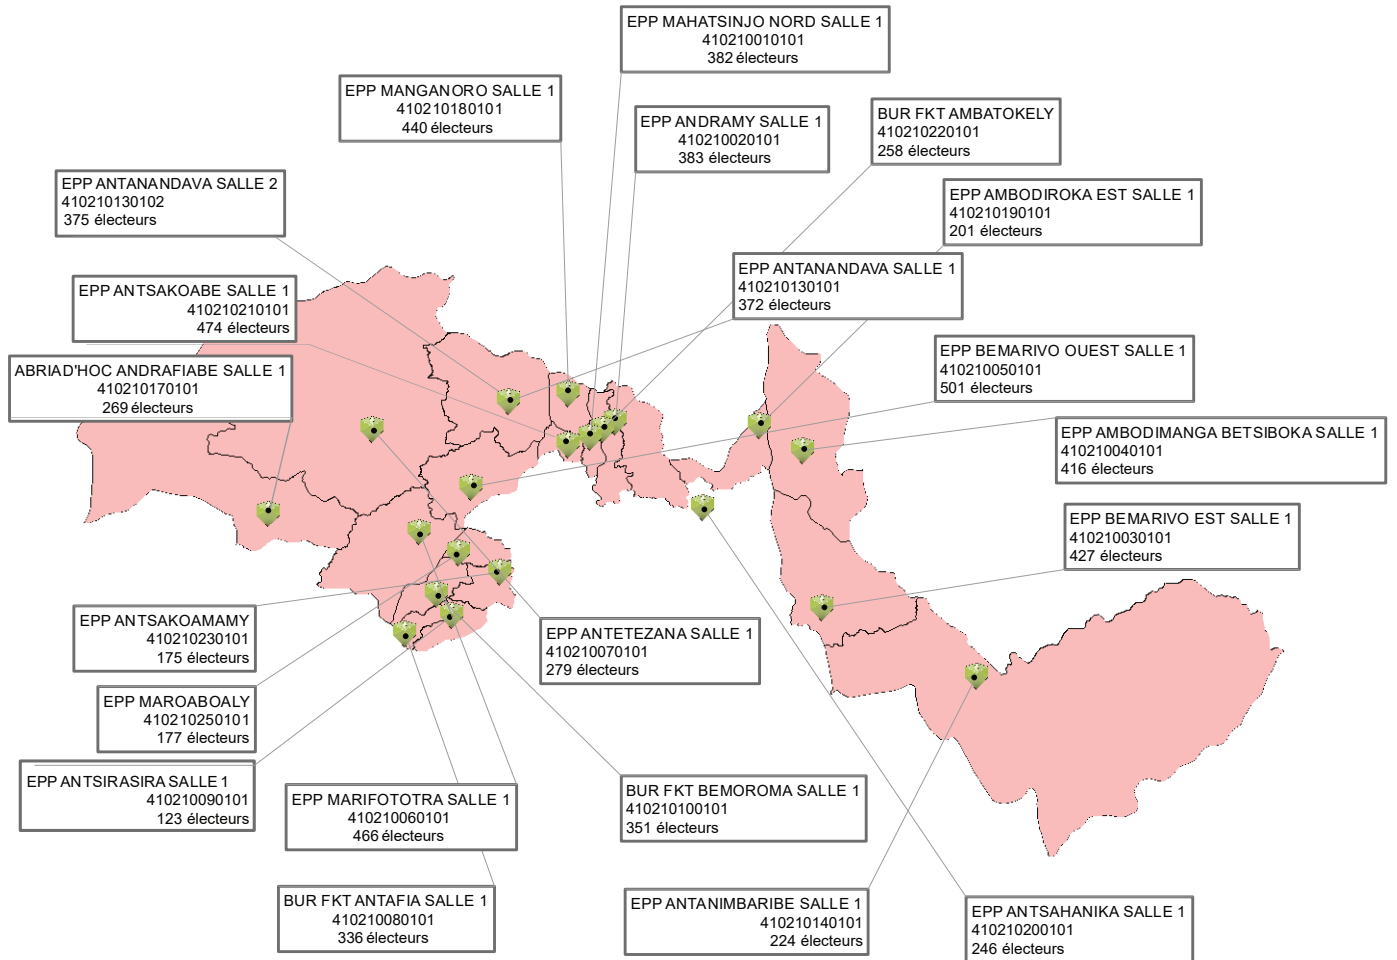 EPP MAHATSINJO NORD SALLE 1
410210010101
382 électeurs
EPP MANGANORO SALLE 1
410210180101
440 électeurs
EPP ANDRAMY SALLE 1
410210020101
383 électeurs
BUR FKT AMBATOKELY
410210220101
258 électeurs
EPP ANTANANDAVA SALLE 2
410210130102
375 électeurs
EPP AMBODIROKA EST SALLE 1
410210190101
201 électeurs
EPP ANTANANDAVA SALLE 1
410210130101
372 électeurs
EPP ANTSAKOABE SALLE 1
410210210101
474 électeurs
EPP BEMARIVO OUEST SALLE 1
410210050101
501 électeurs
ABRIAD'HOC ANDRAFIABE SALLE 1
410210170101
269 électeurs
EPP AMBODIMANGA BETSIBOKA SALLE 1
410210040101
416 électeurs
EPP BEMARIVO EST SALLE 1
410210030101
427 électeurs
EPP ANTSAKOAMAMY
410210230101
175 électeurs
EPP ANTETEZANA SALLE 1
410210070101
279 électeurs
EPP MAROABOALY
410210250101
177 électeurs
EPP ANTSIRASIRA SALLE 1
410210090101
123 électeurs
EPP MARIFOTOTRA SALLE 1
410210060101
466 électeurs
BUR FKT BEMOROMA SALLE 1
410210100101
351 électeurs
BUR FKT ANTAFIA SALLE 1
410210080101
336 électeurs
EPP ANTANIMBARIBE SALLE 1
410210140101
224 électeurs
EPP ANTSAHANIKA SALLE 1
410210200101
246 électeurs